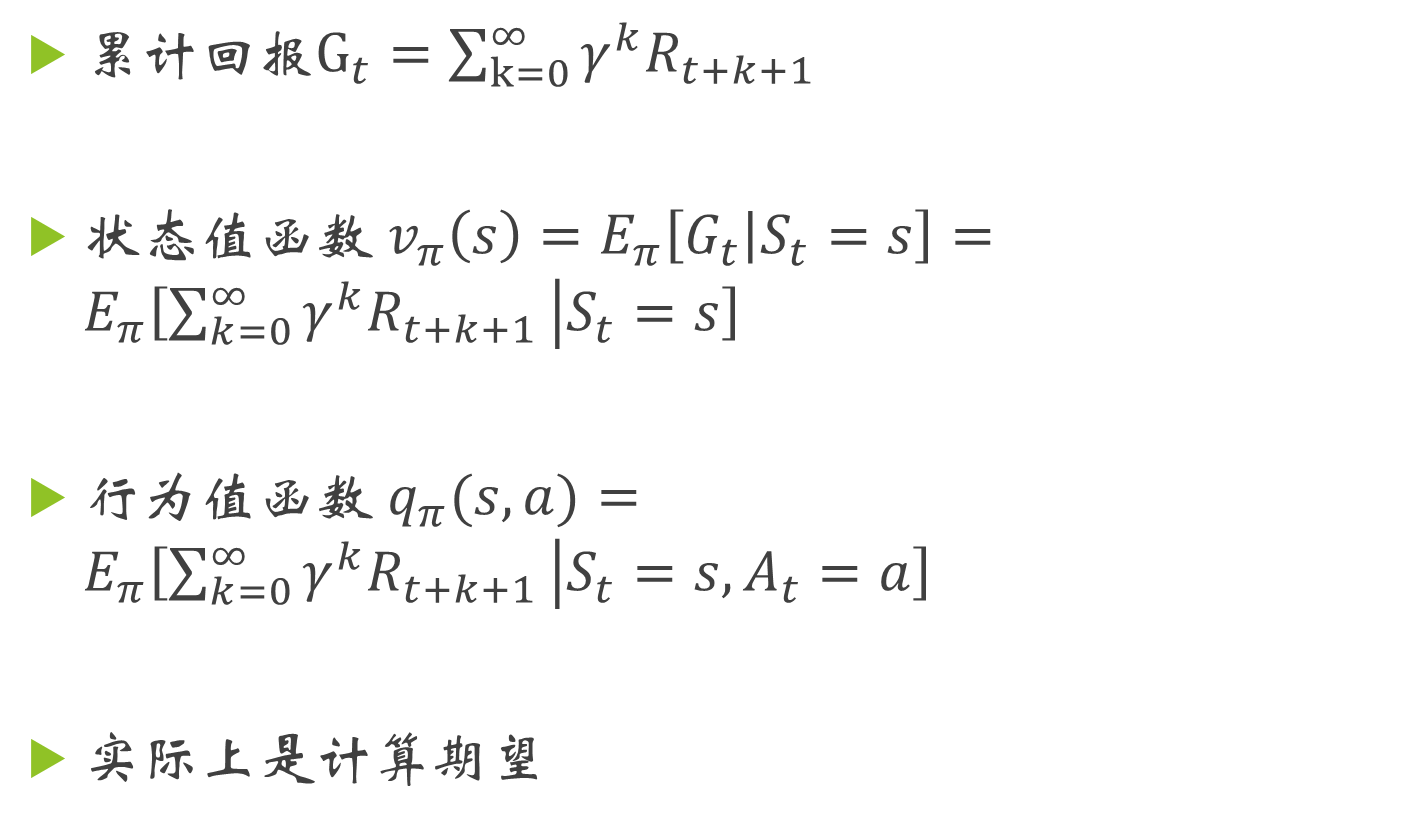 累计回报G_t = ∑_{k=0}^{∞} γ^k R_{t+k+1}
状态值函数 v_π(s) = E_π[G_t|S_t = s] =
E_π[∑_{k=0}^{∞} γ^k R_{t+k+1} |S_t = s]
行为值函数 q_π(s, a) =
E_π[∑_{k=0}^{∞} γ^k R_{t+k+1} |S_t = s, A_t = a]
实际上是计算期望